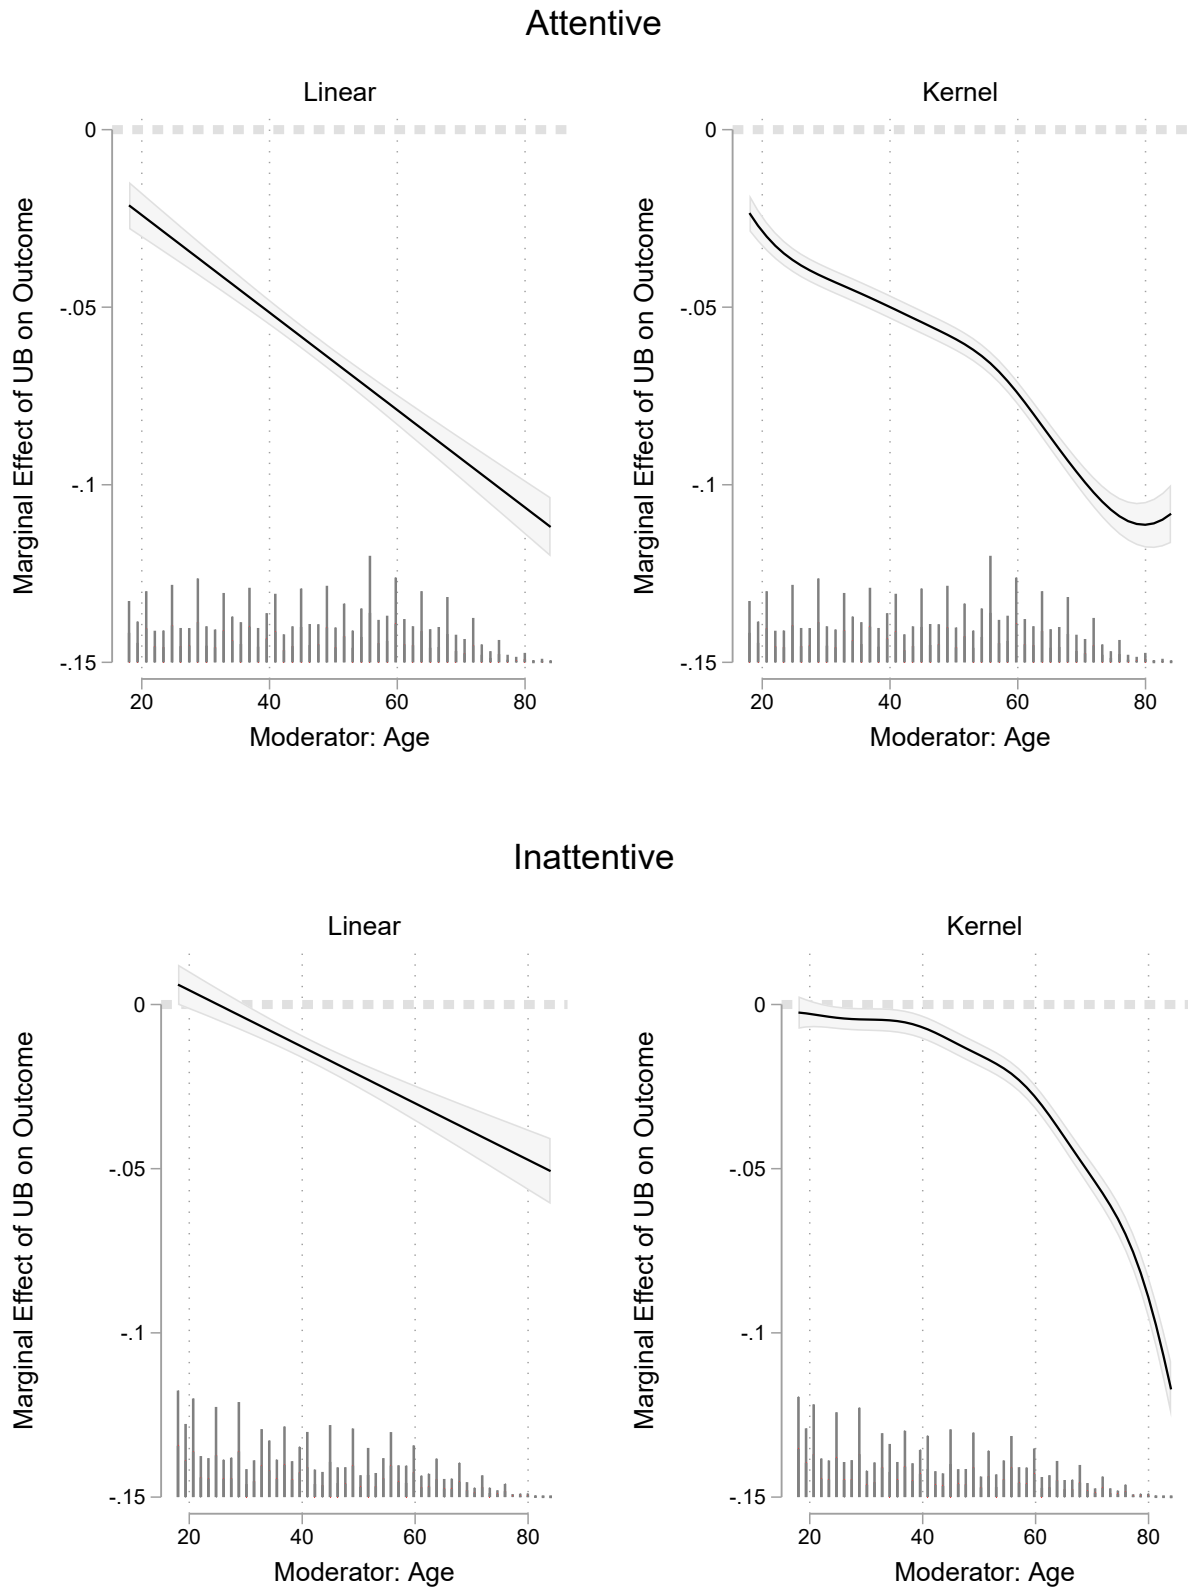 Attentive
Linear
Marginal Effect of UB on Outcome
0
-.05
-.1
-.15
20 40 60 80
Moderator: Age
Kernel
Marginal Effect of UB on Outcome
0
-.05
-.1
-.15
20 40 60 80
Moderator: Age
Inattentive
Linear
Marginal Effect of UB on Outcome
0
-.05
-.1
-.15
20 40 60 80
Moderator: Age
Kernel
Marginal Effect of UB on Outcome
0
-.05
-.1
-.15
20 40 60 80
Moderator: Age